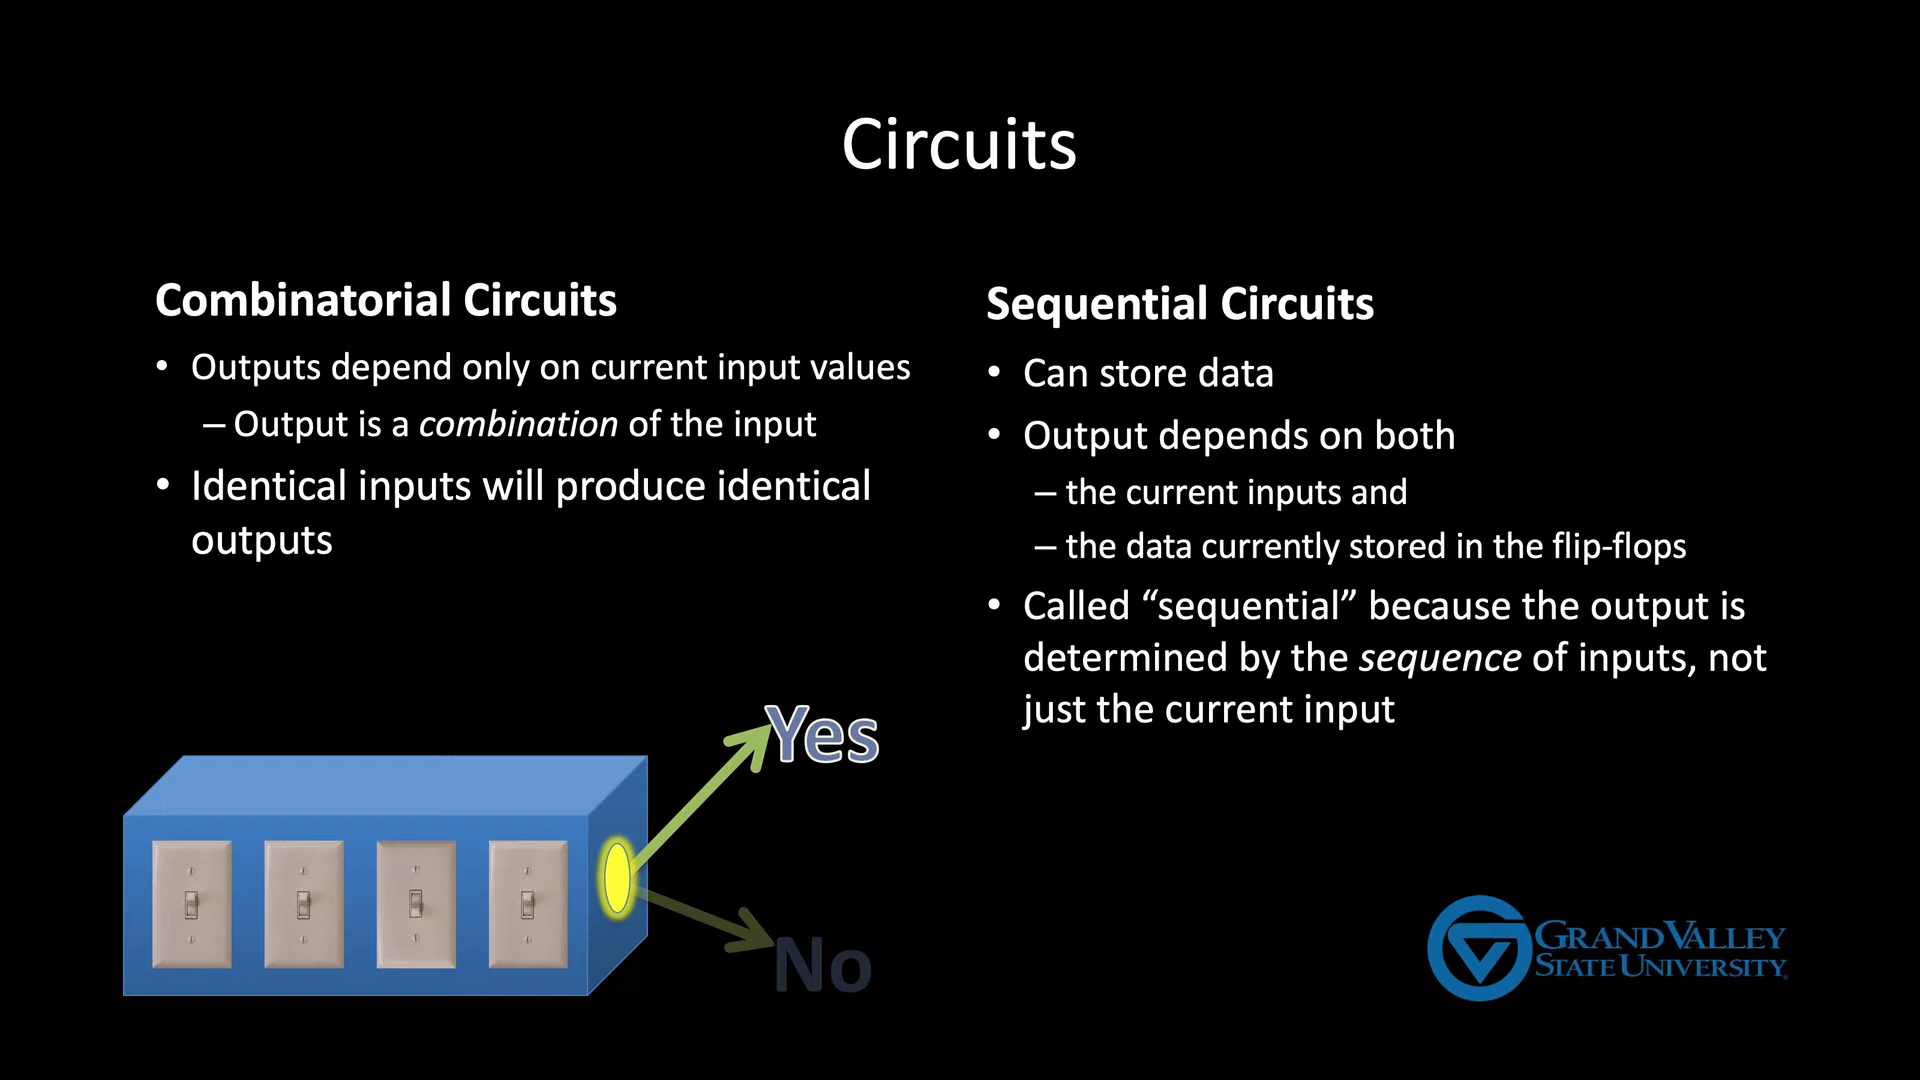 Circuits
Combinatorial Circuits
• Outputs depend only on current input values
– Output is a combination of the input
• Identical inputs will produce identical
outputs
Sequential Circuits
• Can store data
• Output depends on both
– the current inputs and
– the data currently stored in the flip-flops
• Called “sequential” because the output is
determined by the sequence of inputs, not
just the current input
Yes
No
GRAND VALLEY
STATE UNIVERSITY